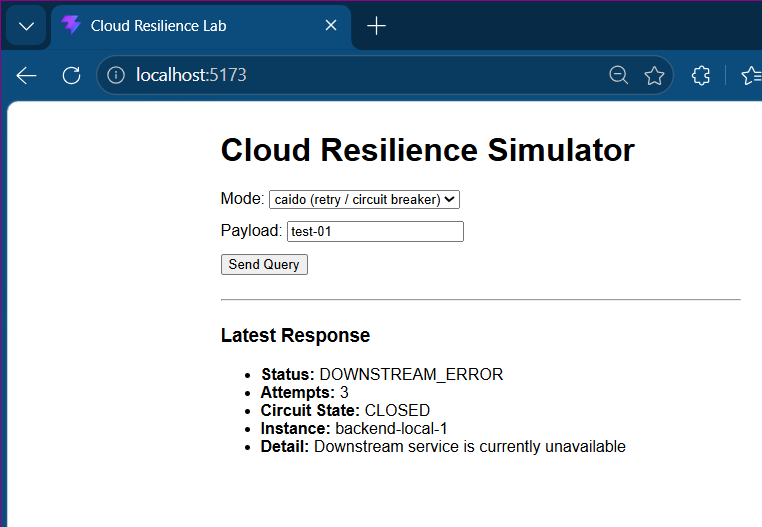 Cloud Resilience Lab
localhost:5173
Cloud Resilience Simulator
Mode: caido (retry / circuit breaker)
Payload: test-01
Send Query
Latest Response
Status: DOWNSTREAM_ERROR
Attempts: 3
Circuit State: CLOSED
Instance: backend-local-1
Detail: Downstream service is currently unavailable